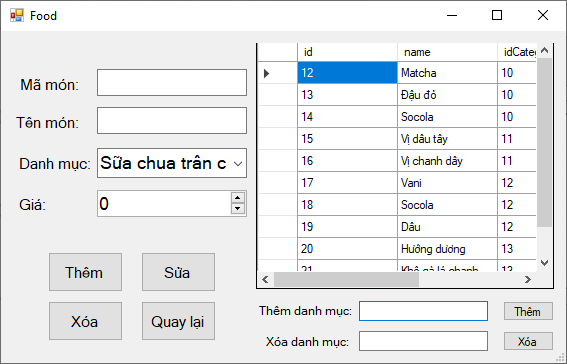 Food
Mã món:
Tên món:
Danh mục: Sữa chua trân c
Giá: 0
Thêm Sửa
Xóa Quay lại
id name idCateg
12 Matcha 10
13 Đậu đỏ 10
14 Socola 10
15 Vị dâu tây 11
16 Vị chanh dây 11
17 Vani 12
18 Socola 12
19 Dâu 12
20 Hướng dương 13
21 Khô gà lá chanh 13
Thêm danh mục: Thêm
Xóa danh mục: Xóa